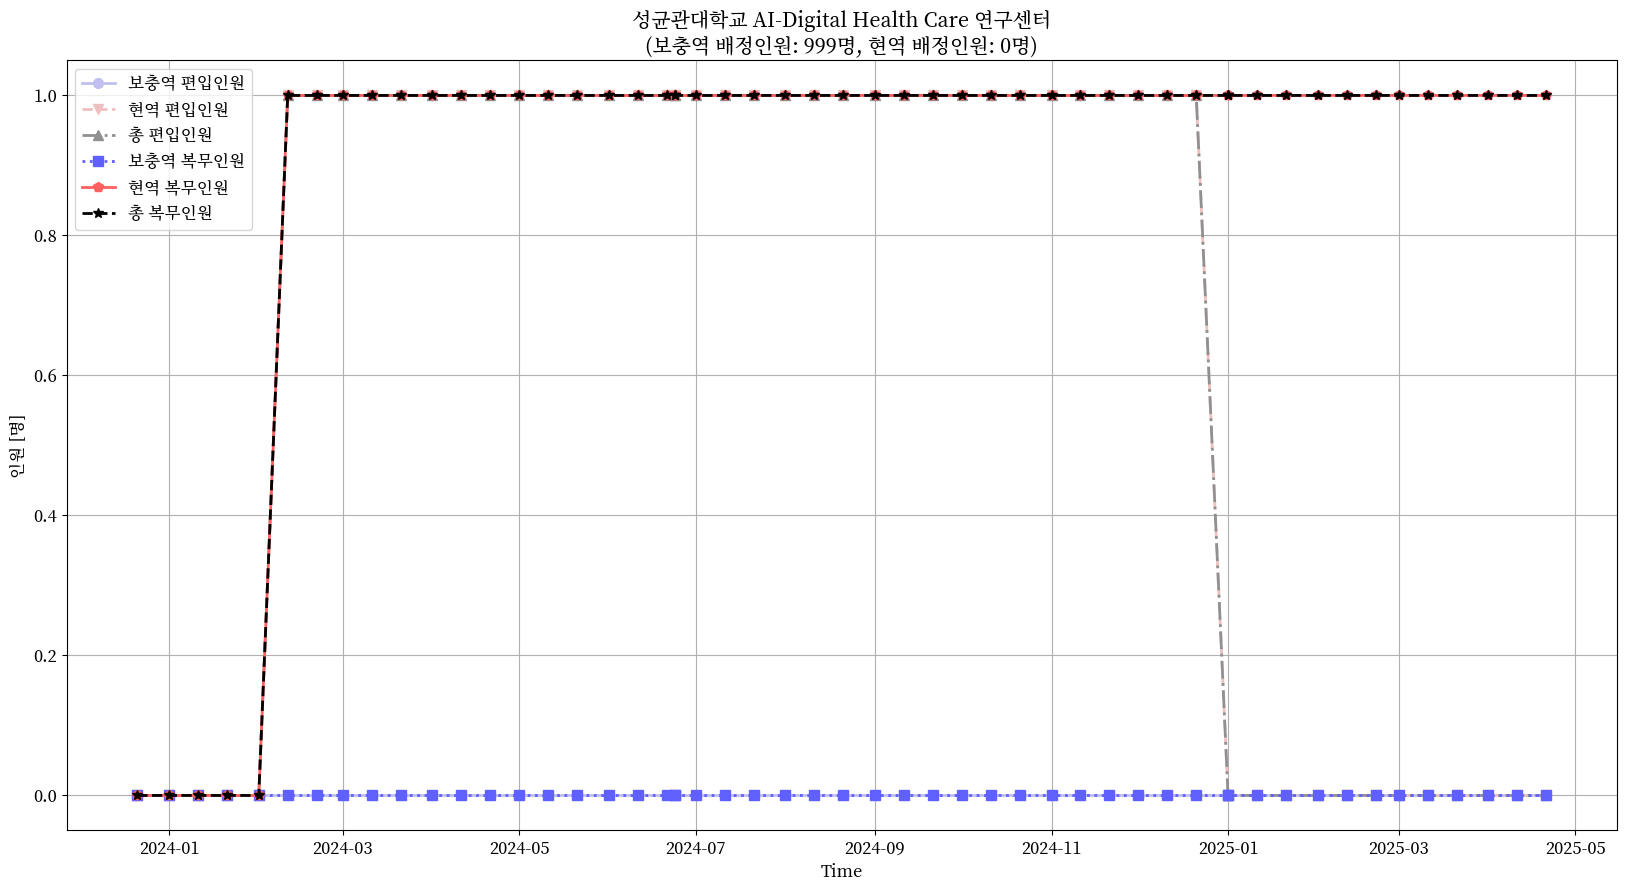 성균관대학교 AI-Digital Health Care 연구센터
(보충역 배정인원: 999명, 현역 배정인원: 0명)
보충역 편입인원
현역 편입인원
총 편입인원
보충역 복무인원
현역 복무인원
총 복무인원
인원 [명]
1.0
0.8
0.6
0.4
0.2
0.0
2024-01 2024-03 2024-05 2024-07 2024-09 2024-11 2025-01 2025-03 2025-05
Time